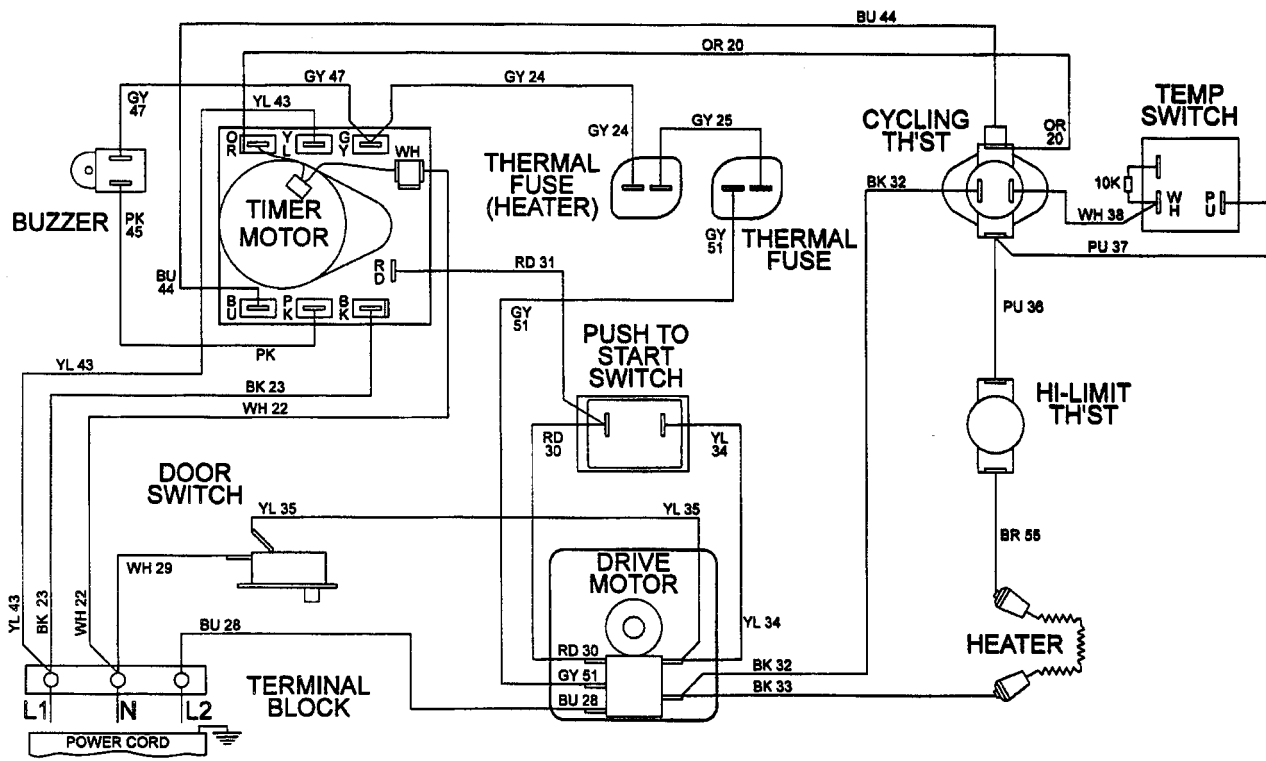 BU 44
OR 20
GY 47
GY 24
GY
47
YL 43
GY 24
GY 25
CYCLING
TH'ST
OR
20
TEMP
SWITCH
O
R
Y
L
G
Y
WH
THERMAL
FUSE
(HEATER)
BK 32
10K
W
H
P
U
BUZZER
PK
45
TIMER
MOTOR
GY
51
THERMAL
FUSE
WH 38
PU 37
BU
44
R
D
RD 31
B
U
P
K
B
K
GY
51
PU 36
PK
PUSH TO
START
SWITCH
YL 43
BK 23
WH 22
HI-LIMIT
TH'ST
RD
30
YL
34
DOOR
SWITCH
YL 35
YL 35
BR 55
WH 29
DRIVE
MOTOR
YL 43
BK 23
WH 22
BU 28
YL 34
HEATER
RD 30
BK 32
GY 51
BK 33
BU 28
TERMINAL
BLOCK
L1
N
L2
POWER CORD